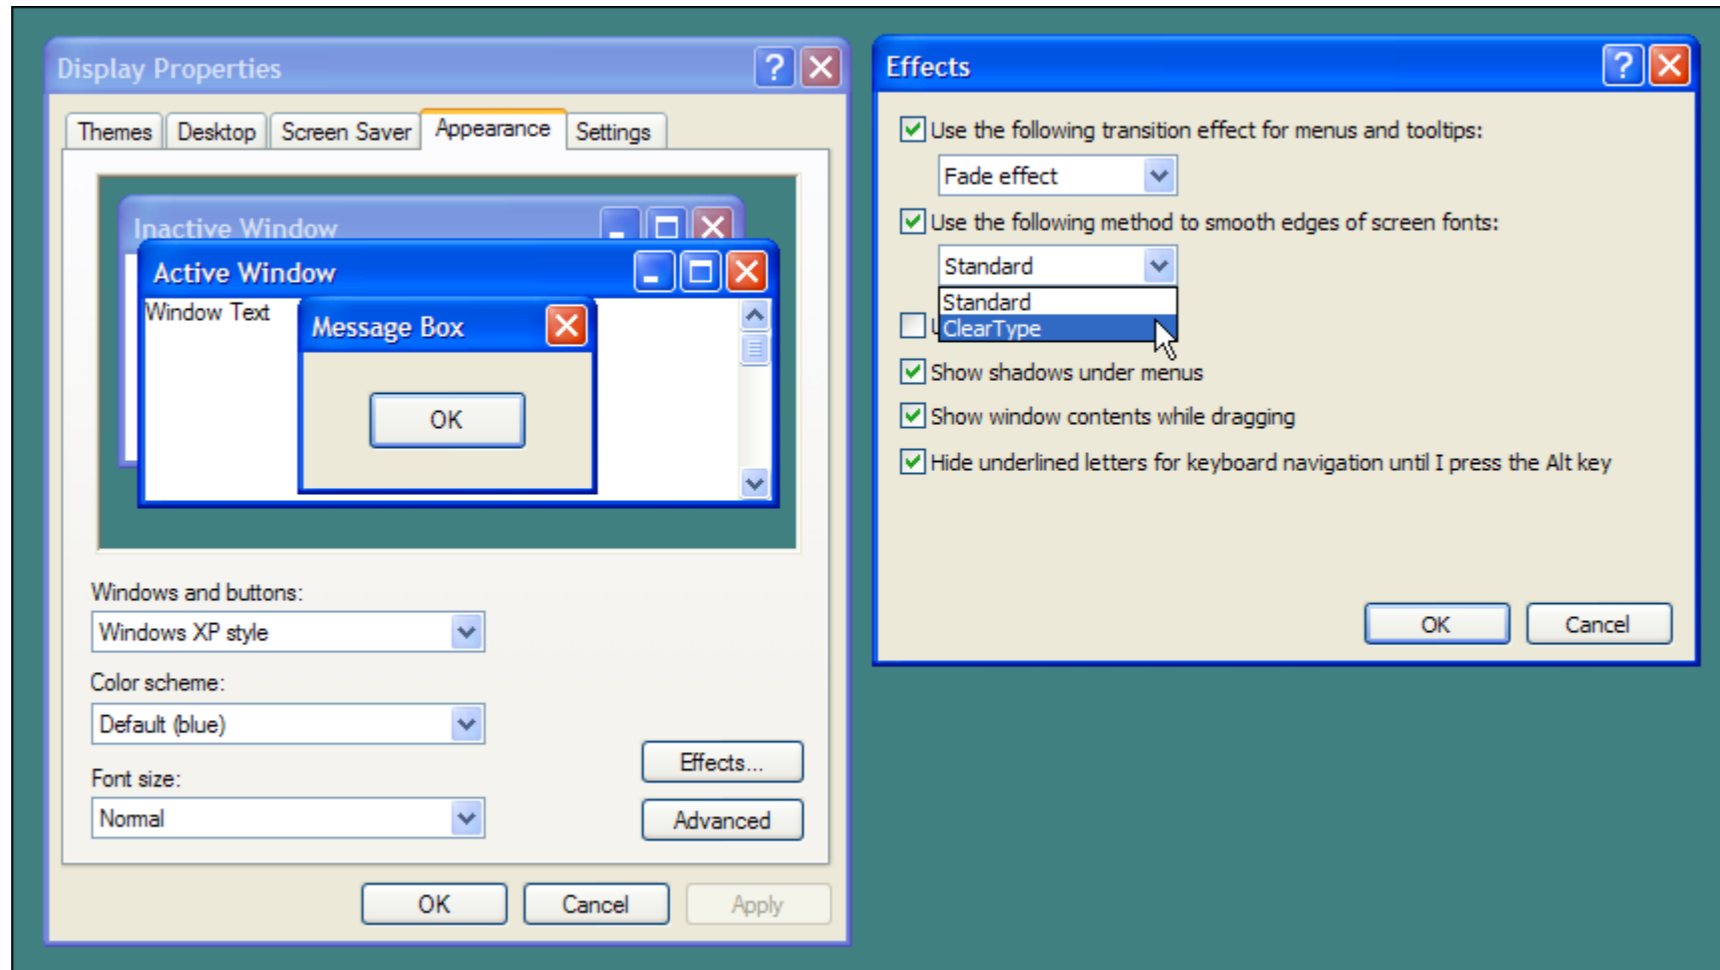 Display Properties
Themes
Desktop
Screen Saver
Appearance
Settings
Inactive Window
Active Window
Window Text
Message Box
OK
Windows and buttons:
Windows XP style
Color scheme:
Default (blue)
Font size:
Normal
Effects...
Advanced
OK
Cancel
Apply
Effects
Use the following transition effect for menus and tooltips:
Fade effect
Use the following method to smooth edges of screen fonts:
Standard
Standard
ClearType
Show shadows under menus
Show window contents while dragging
Hide underlined letters for keyboard navigation until I press the Alt key
OK
Cancel